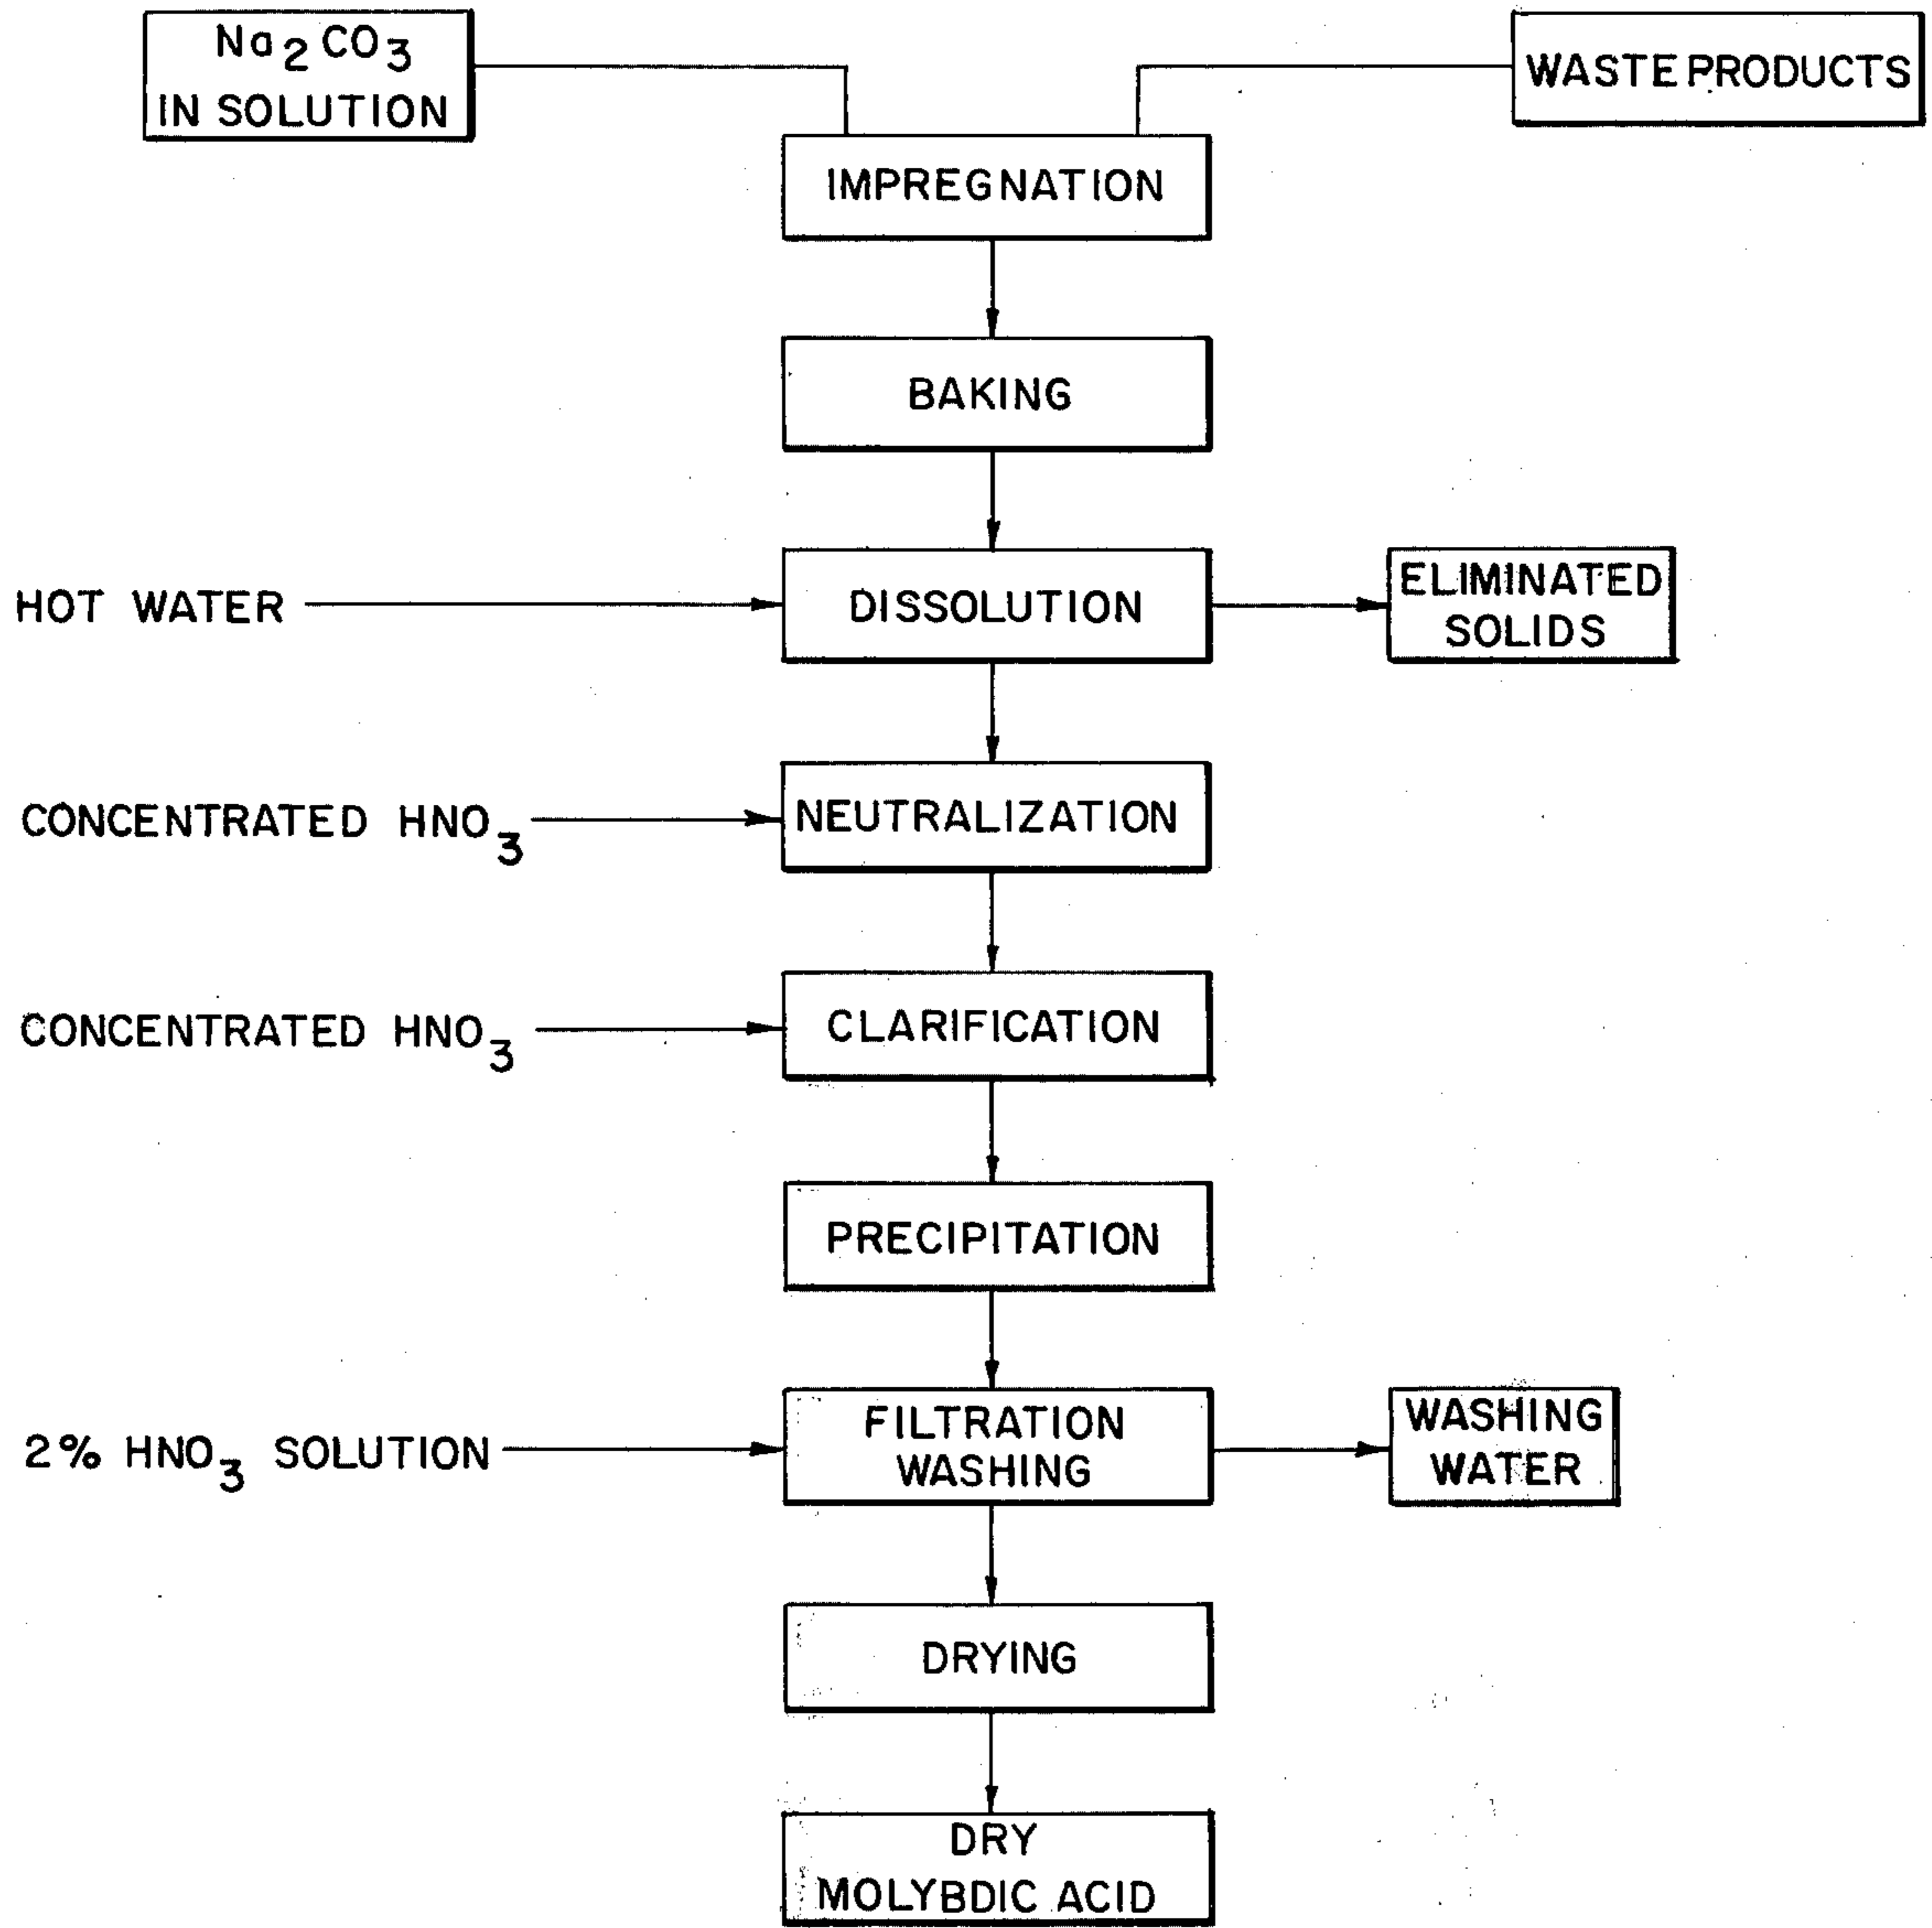 Na2CO3
IN SOLUTION
WASTE PRODUCTS
IMPREGNATION
BAKING
HOT WATER
DISSOLUTION
ELIMINATED
SOLIDS
CONCENTRATED HNO3
NEUTRALIZATION
CONCENTRATED HNO3
CLARIFICATION
PRECIPITATION
2% HNO3 SOLUTION
FILTRATION
WASHING
WASHING
WATER
DRYING
DRY
MOLYBDIC ACID